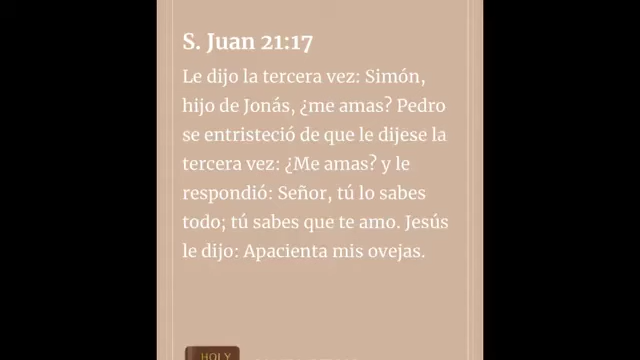 S. Juan 21:17
Le dijo la tercera vez: Simón,
hijo de Jonás, ¿me amas? Pedro
se entristeció de que le dijese la
tercera vez: ¿Me amas? y le
respondió: Señor, tú lo sabes
todo; tú sabes que te amo. Jesús
le dijo: Apacienta mis ovejas.
HOLY